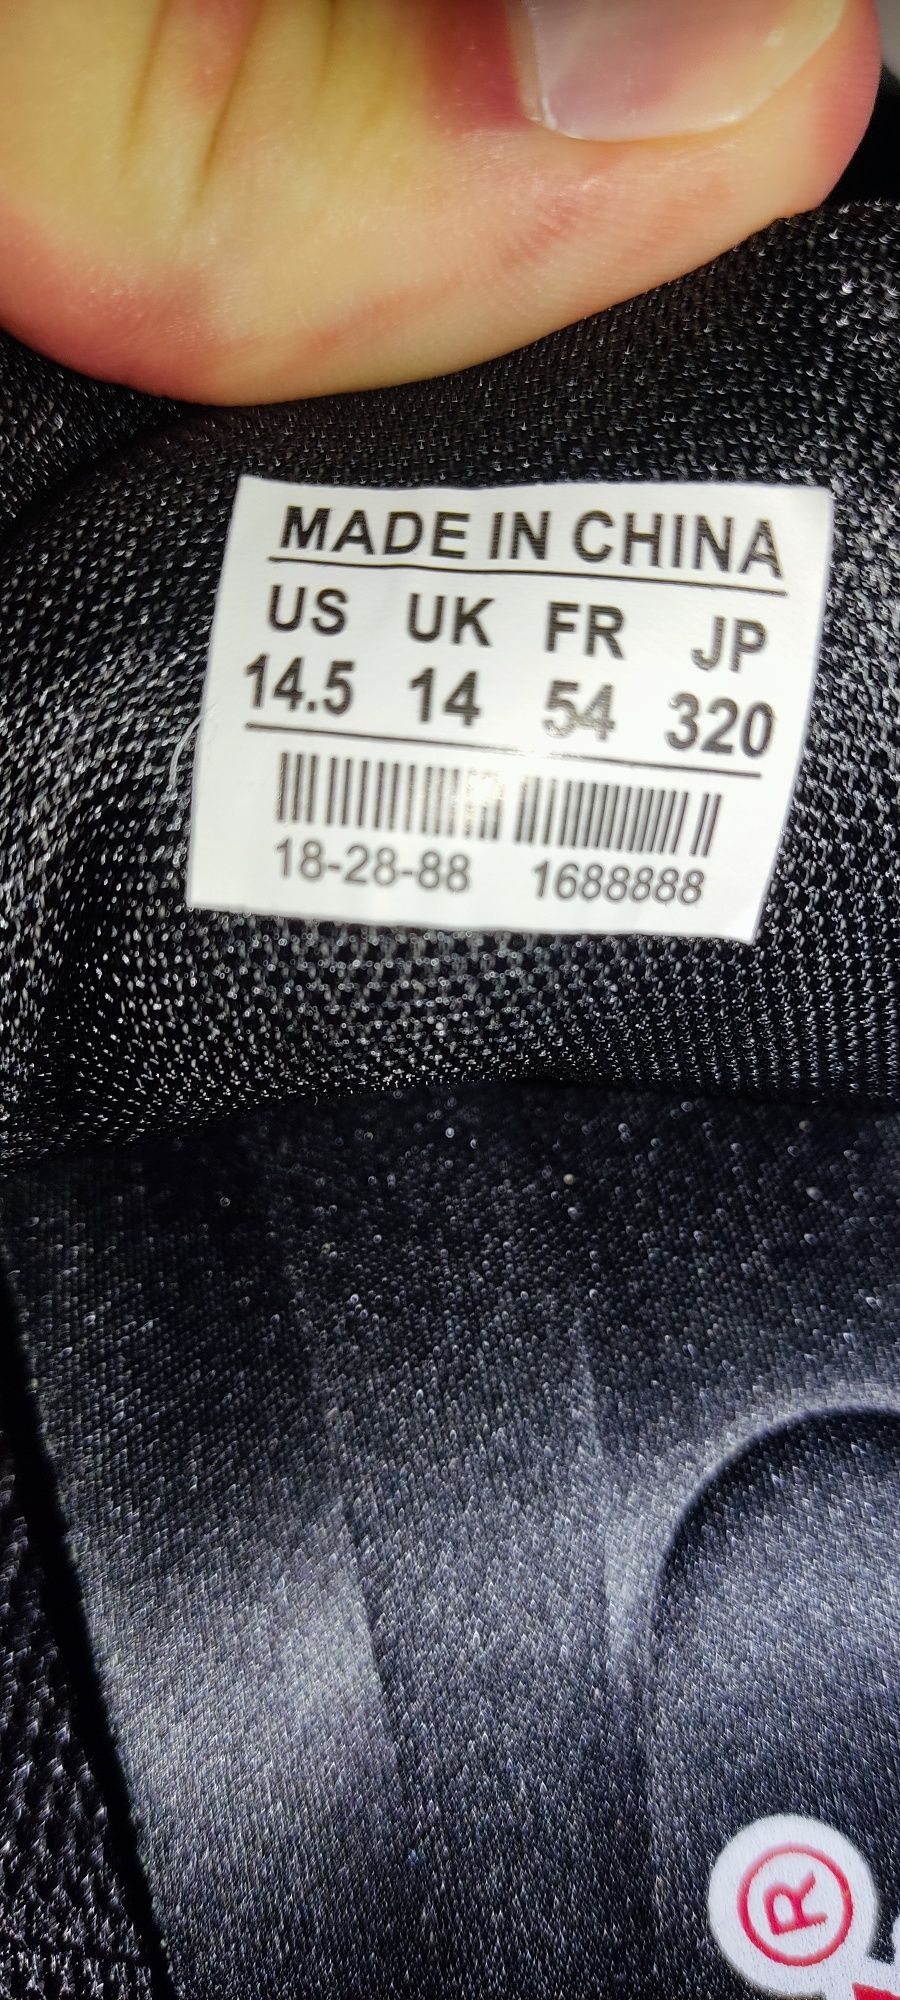 MADE IN CHINA
US UK FR JP
14.5 14 54 320
18-28-88 1688888
®